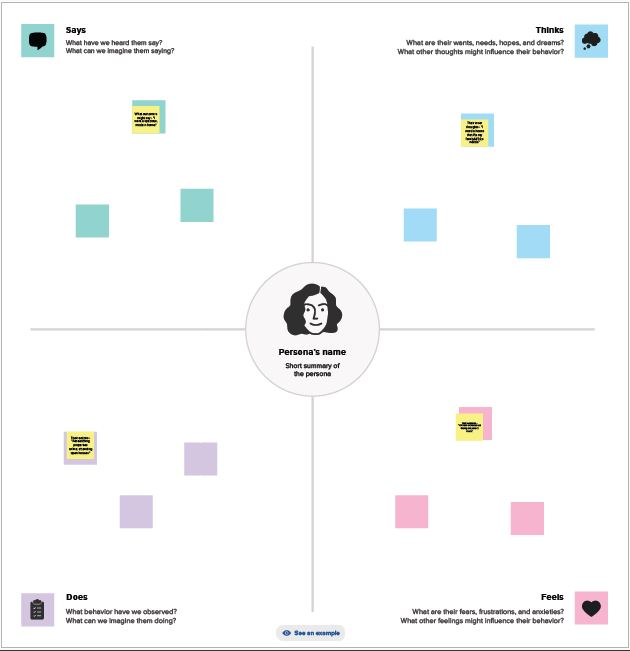 Says
What have we heard them say?
What can we imagine them saying?
Thinks
What are their wants, needs, hopes, and dreams?
What other thoughts might influence their behavior?
Persona's name
Short summary of
the persona
Does
What behavior have we observed?
What can we imagine them doing?
Feels
What are their fears, frustrations, and anxieties?
What other feelings might influence their behavior?
See an example